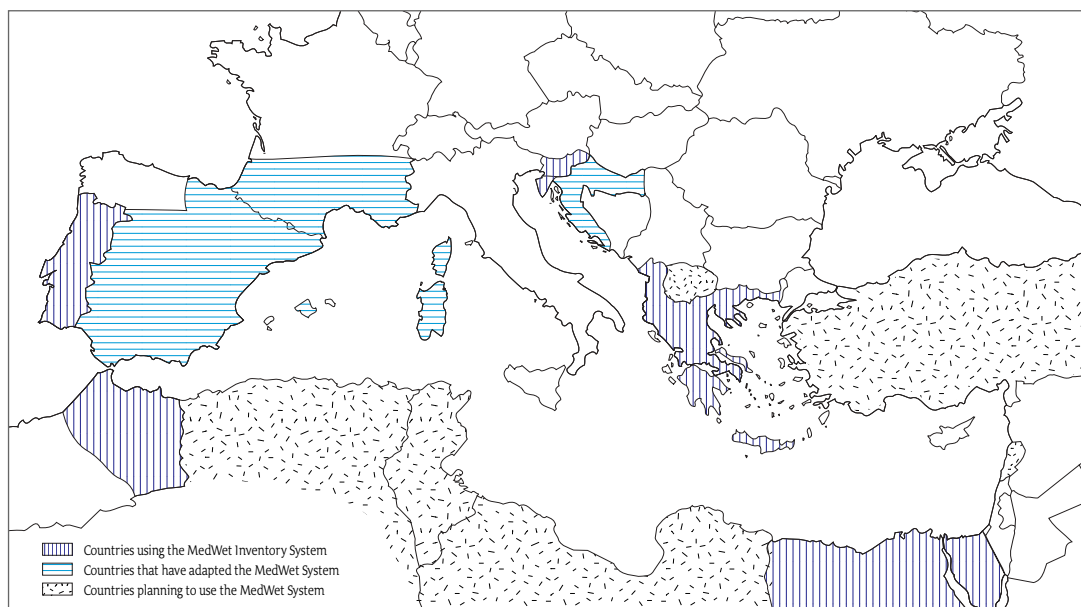 Countries using the MedWet Inventory System
Countries that have adapted the MedWet System
Countries planning to use the MedWet System